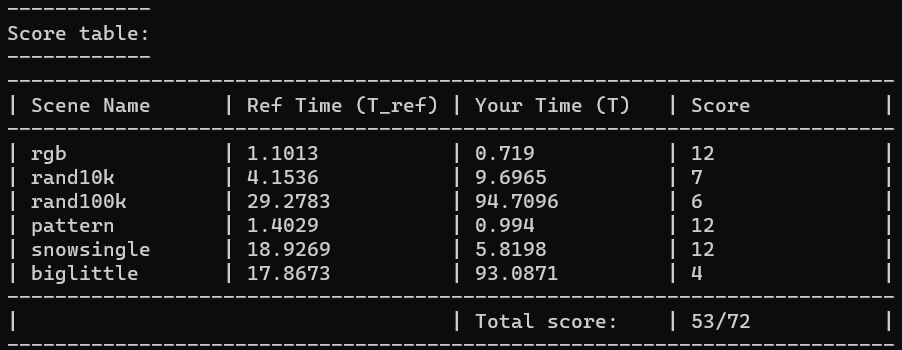 ------------
Score table:
------------
--------------------------------------------------------------------------
| Scene Name      | Ref Time (T_ref) | Your Time (T)   | Score           |
--------------------------------------------------------------------------
| rgb             | 1.1013           | 0.719           | 12              |
| rand10k         | 4.1536           | 9.6965          | 7               |
| rand100k        | 29.2783          | 94.7096         | 6               |
| pattern         | 1.4029           | 0.994           | 12              |
| snowsingle      | 18.9269          | 5.8198          | 12              |
| biglittle       | 17.8673          | 93.0871         | 4               |
--------------------------------------------------------------------------
|                                    | Total score:    | 53/72           |
--------------------------------------------------------------------------